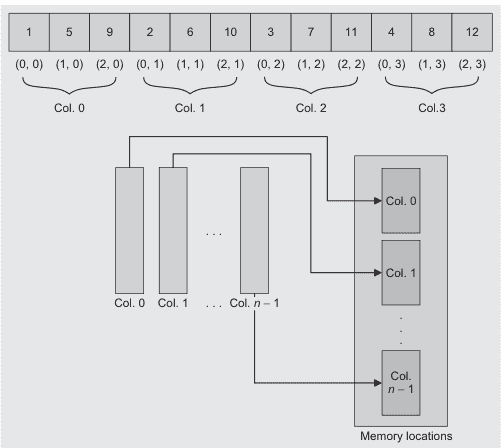 1 5 9 2 6 10 3 7 11 4 8 12
(0, 0) (1, 0) (2, 0) (0, 1) (1, 1) (2, 1) (0, 2) (1, 2) (2, 2) (0, 3) (1, 3) (2, 3)
Col. 0 Col. 1 Col. 2 Col.3
Col. 0
Col. 1
. . .
.
.
.
Col. 0 Col. 1 . . . Col. n – 1
Col.
n – 1
Memory locations